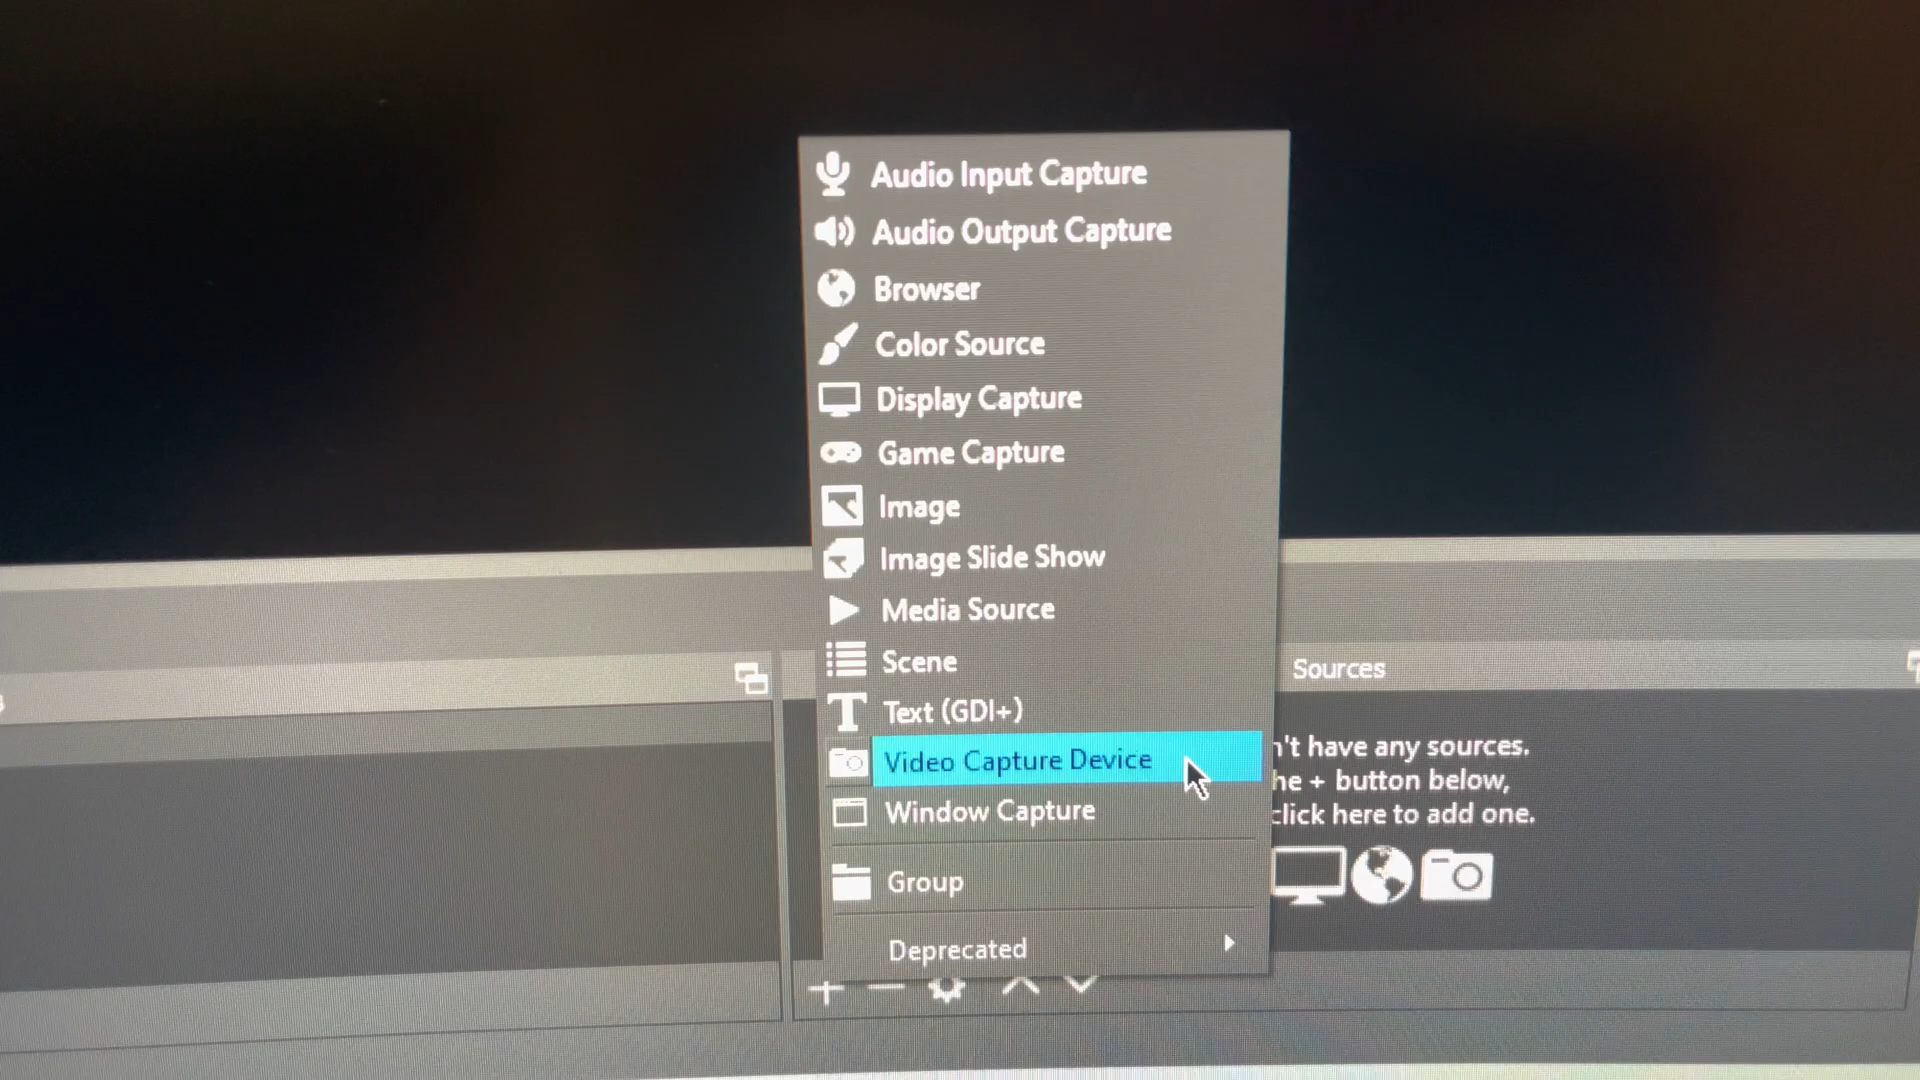 Audio Input Capture
Audio Output Capture
Browser
Color Source
Display Capture
Game Capture
Image
Image Slide Show
Media Source
Scene
Text (GDI+)
Video Capture Device
Window Capture
Group
Deprecated
Sources
n't have any sources.
he + button below,
click here to add one.